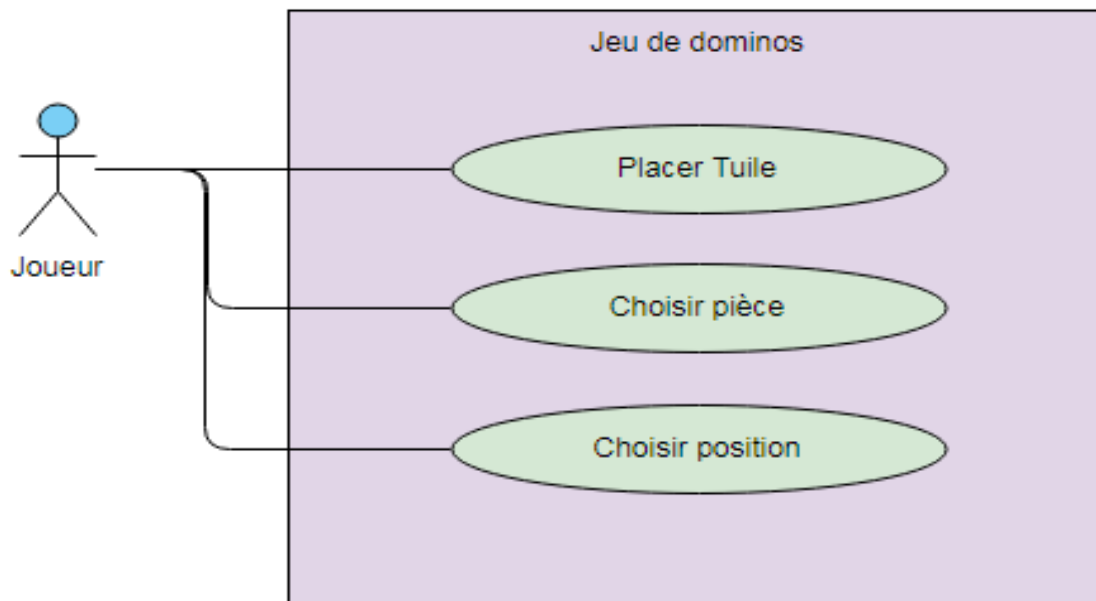 Jeu de dominos
Placer Tuile
Joueur
Choisir pièce
Choisir position